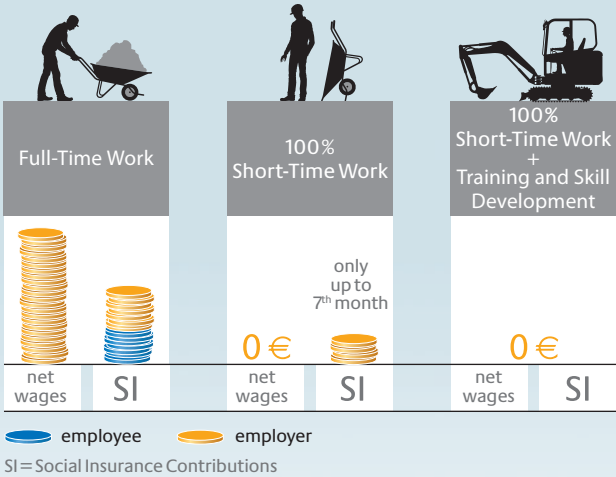 Full-Time Work
100%
Short-Time Work
100%
Short-Time Work
+
Training and Skill
Development
only
up to
7th month
0 €
0 €
net
wages
SI
net
wages
SI
net
wages
SI
employee
employer
SI = Social Insurance Contributions